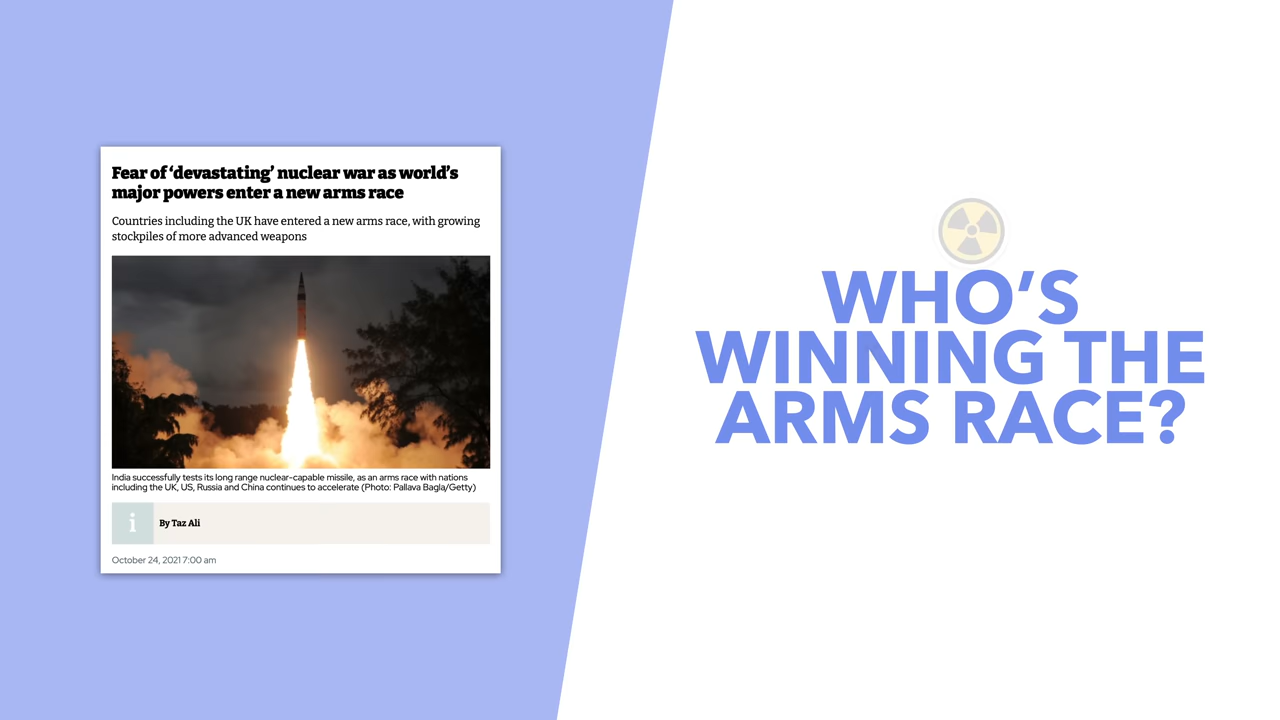 Fear of ‘devastating’ nuclear war as world’s
major powers enter a new arms race
Countries including the UK have entered a new arms race, with growing
stockpiles of more advanced weapons
India successfully tests its long range nuclear-capable missile, as an arms race with nations
including the UK, US, Russia and China continues to accelerate (Photo: Pallava Bagla/Getty)
i
By Taz Ali
October 24, 2021 7:00 am
WHO’S
WINNING THE
ARMS RACE?